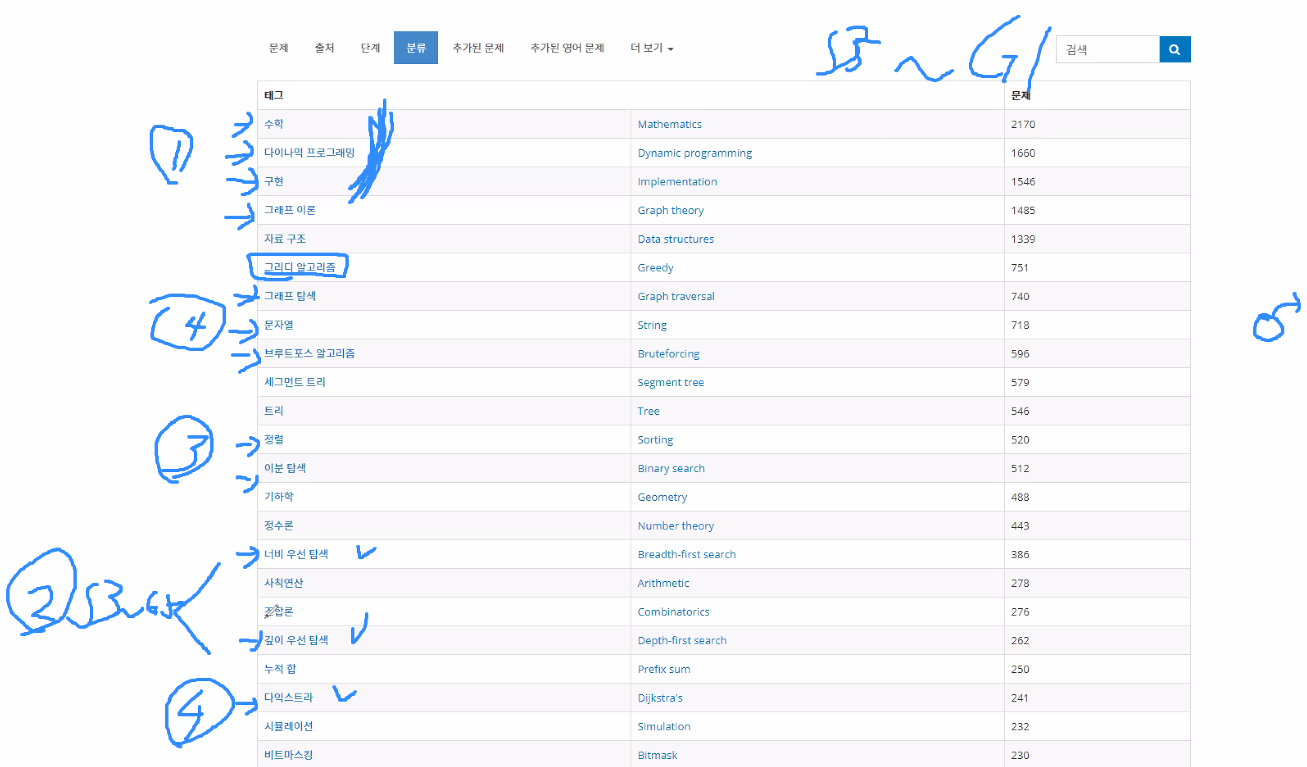 문제 출처 단계 분류 추가된 문제 추가된 영어 문제 더 보기 검색
S5 ~ G1
태그 문제
수학 Mathematics 2170
① 다이나믹 프로그래밍 Dynamic programming 1660
구현 Implementation 1546
그래프 이론 Graph theory 1485
자료 구조 Data structures 1339
그리디 알고리즘 Greedy 751
그래프 탐색 Graph traversal 740
④ 문자열 String 718
브루트포스 알고리즘 Bruteforcing 596
세그먼트 트리 Segment tree 579
트리 Tree 546
③ 정렬 Sorting 520
이분 탐색 Binary search 512
기하학 Geometry 488
정수론 Number theory 443
너비 우선 탐색 Breadth-first search 386
사칙연산 Arithmetic 278
② S3~G5 조합론 Combinatorics 276
깊이 우선 탐색 Depth-first search 262
누적 합 Prefix sum 250
④ 다익스트라 Dijkstra's 241
시뮬레이션 Simulation 232
비트마스킹 Bitmask 230